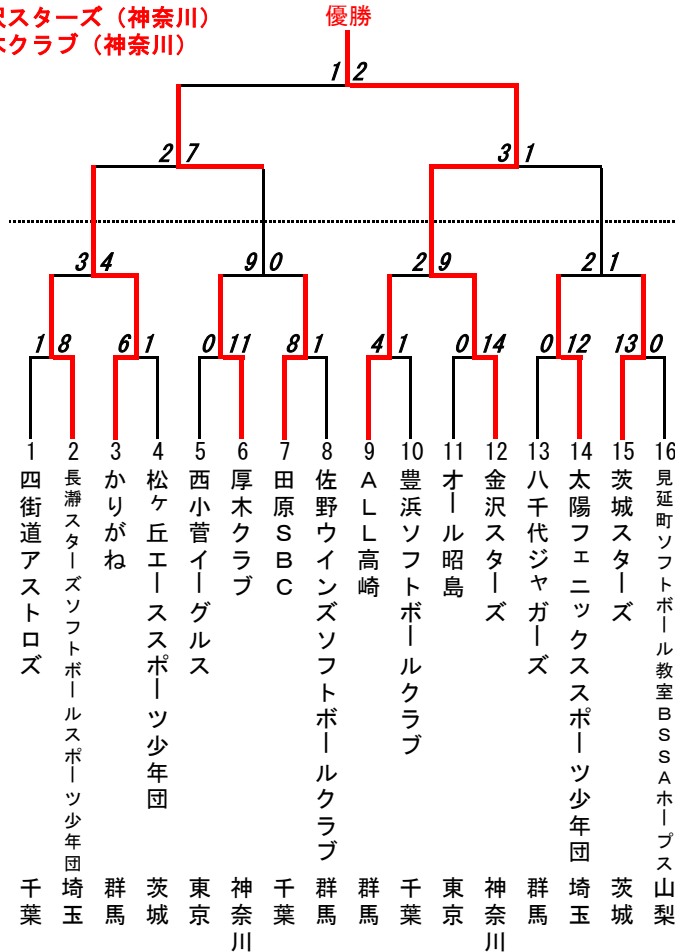 沢スターズ（神奈川）
木クラブ（神奈川）
優勝
1 2
2 7
3 1
3 4
9 0
2 9
2 1
1 8
6 1
0 11
8 1
4 1
0 14
0 12
13 0
1 四街道アストロズ 千葉
2 長瀞スターズソフトボールスポーツ少年団 埼玉
3 かりがね 群馬
4 松ヶ丘エーススポーツ少年団 茨城
5 西小菅イーグルス 東京
6 厚木クラブ 神奈川
7 田原ＳＢＣ 千葉
8 佐野ウインズソフトボールクラブ 群馬
9 ＡＬＬ高崎 群馬
10 豊浜ソフトボールクラブ 千葉
11 オール昭島 東京
12 金沢スターズ 神奈川
13 八千代ジャガーズ 群馬
14 太陽フェニックススポーツ少年団 埼玉
15 茨城スターズ 茨城
16 見延町ソフトボール教室ＢＳＳＡホープス 山梨